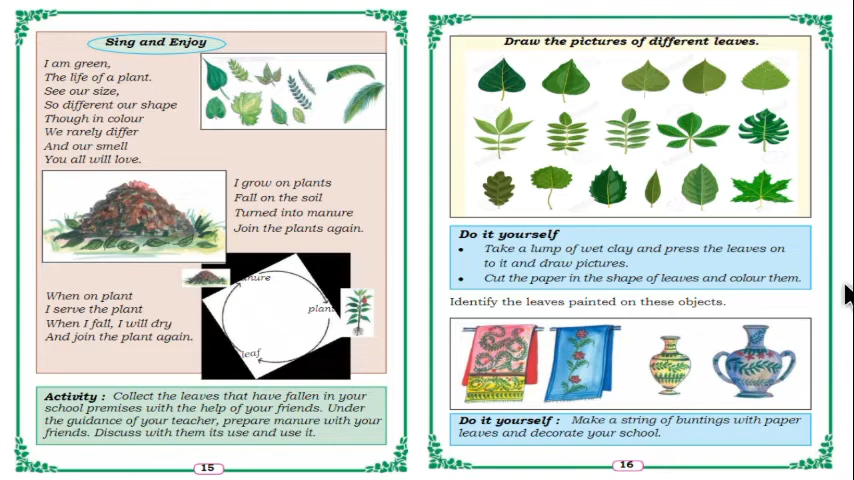 Sing and Enjoy
I am green,
The life of a plant.
See our size,
So different our shape
Though in colour
We rarely differ
And our smell
You all will love.
I grow on plants
Fall on the soil
Turned into manure
Join the plants again.
When on plant
I serve the plant
When I fall, I will dry
And join the plant again.
plant
leaf
Activity : Collect the leaves that have fallen in your
school premises with the help of your friends. Under
the guidance of your teacher, prepare manure with your
friends. Discuss with them its use and use it.
15
Draw the pictures of different leaves.
Do it yourself
• Take a lump of wet clay and press the leaves on
to it and draw pictures.
• Cut the paper in the shape of leaves and colour them.
Identify the leaves painted on these objects.
Do it yourself : Make a string of buntings with paper
leaves and decorate your school.
16